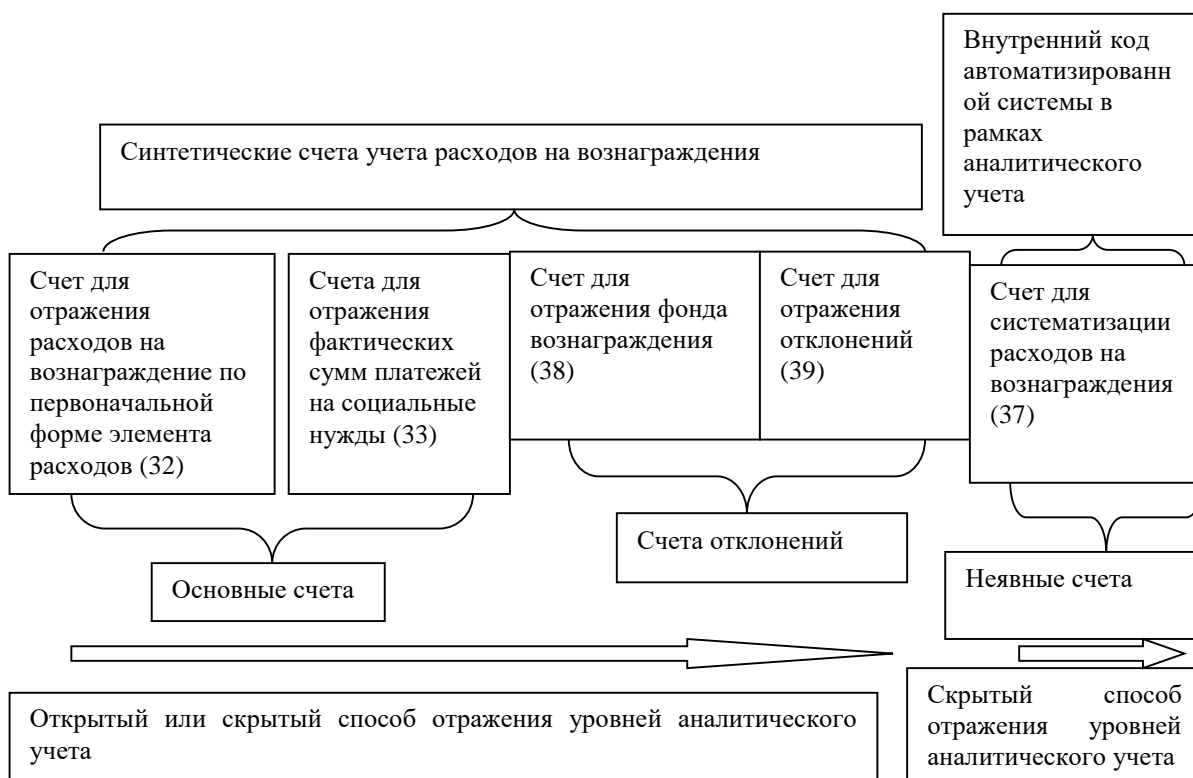 Внутренний код
автоматизированн
ой системы в
рамках
аналитического
учета
Синтетические счета учета расходов на вознаграждения
Счет для
отражения
расходов на
вознаграждение по
первоначальной
форме элемента
расходов (32)
Счета для
отражения
фактических
сумм платежей
на социальные
нужды (33)
Счет для
отражения фонда
вознаграждения
(38)
Счет для
отражения
отклонений
(39)
Счет для
систематизации
расходов на
вознаграждения
(37)
Основные счета
Счета отклонений
Неявные счета
Открытый или скрытый способ отражения уровней аналитического
учета
Скрытый способ
отражения уровней
аналитического учета